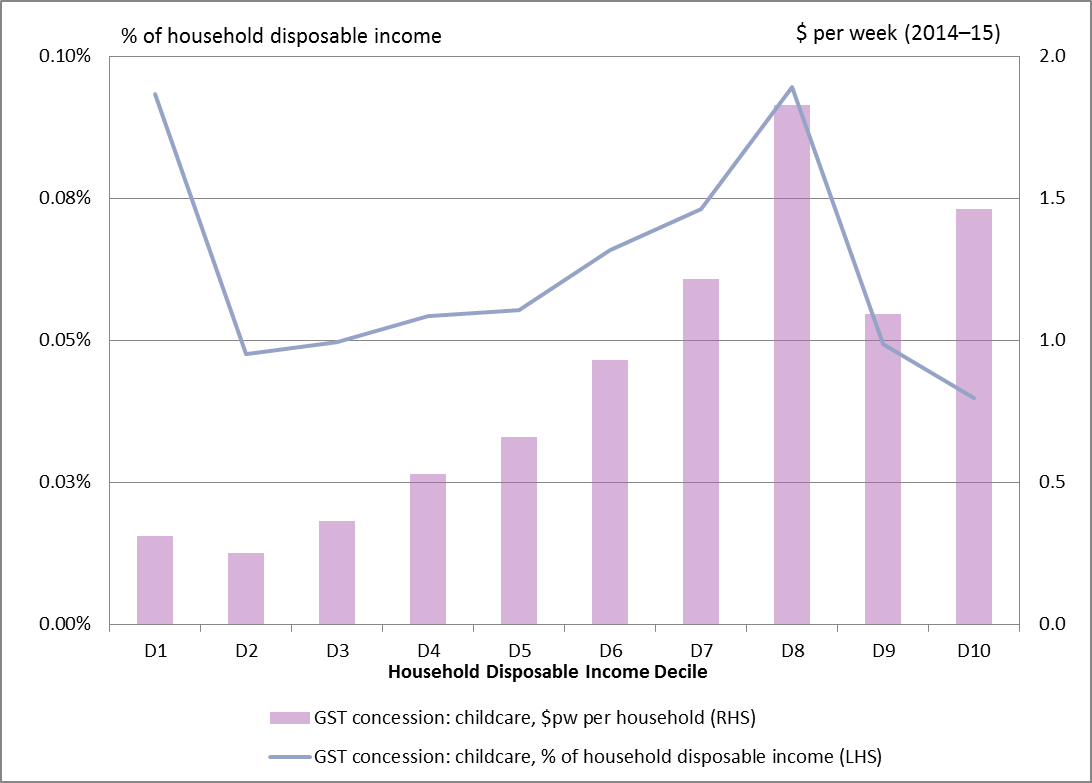 % of household disposable income
$ per week (2014–15)
0.10%
0.08%
0.05%
0.03%
0.00%
2.0
1.5
1.0
0.5
0.0
D1 D2 D3 D4 D5 D6 D7 D8 D9 D10
Household Disposable Income Decile
GST concession: childcare, $pw per household (RHS)
GST concession: childcare, % of household disposable income (LHS)